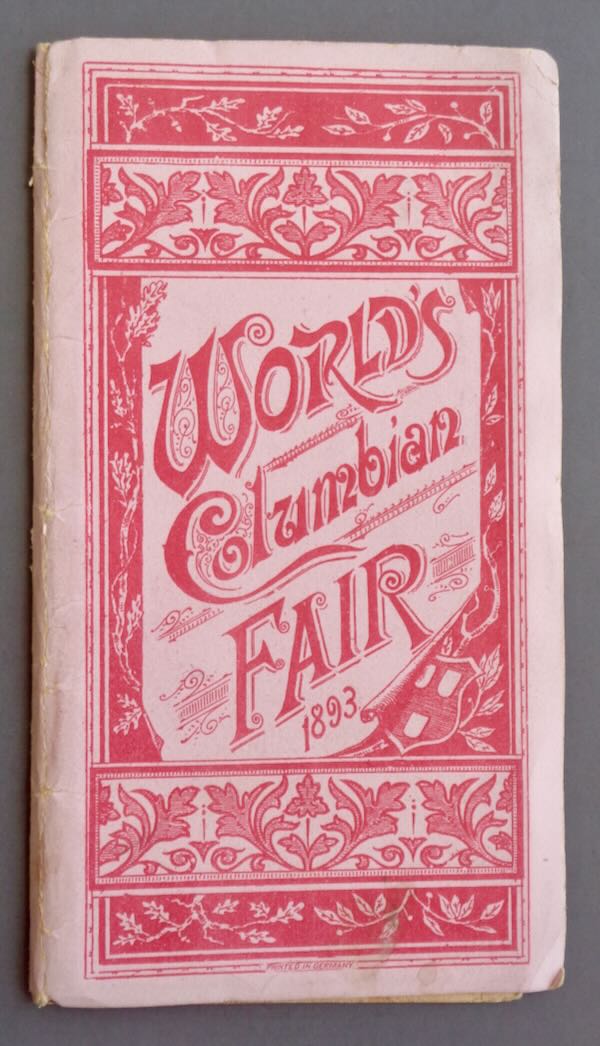 WORLD'S
Columbian
FAIR
1893
PRINTED IN GERMANY